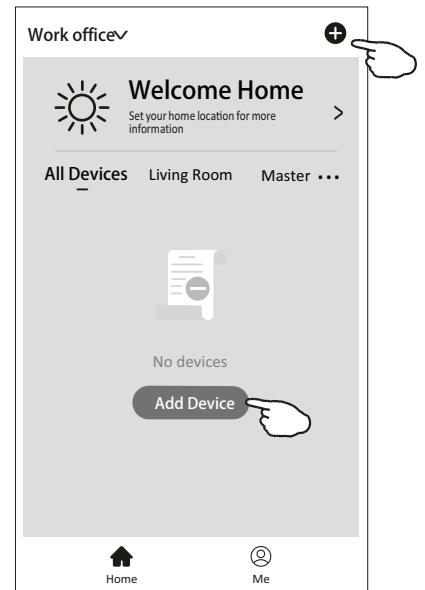 Work office
Welcome Home
Set your home location for more
information
All Devices Living Room Master
No devices
Add Device
Home Me